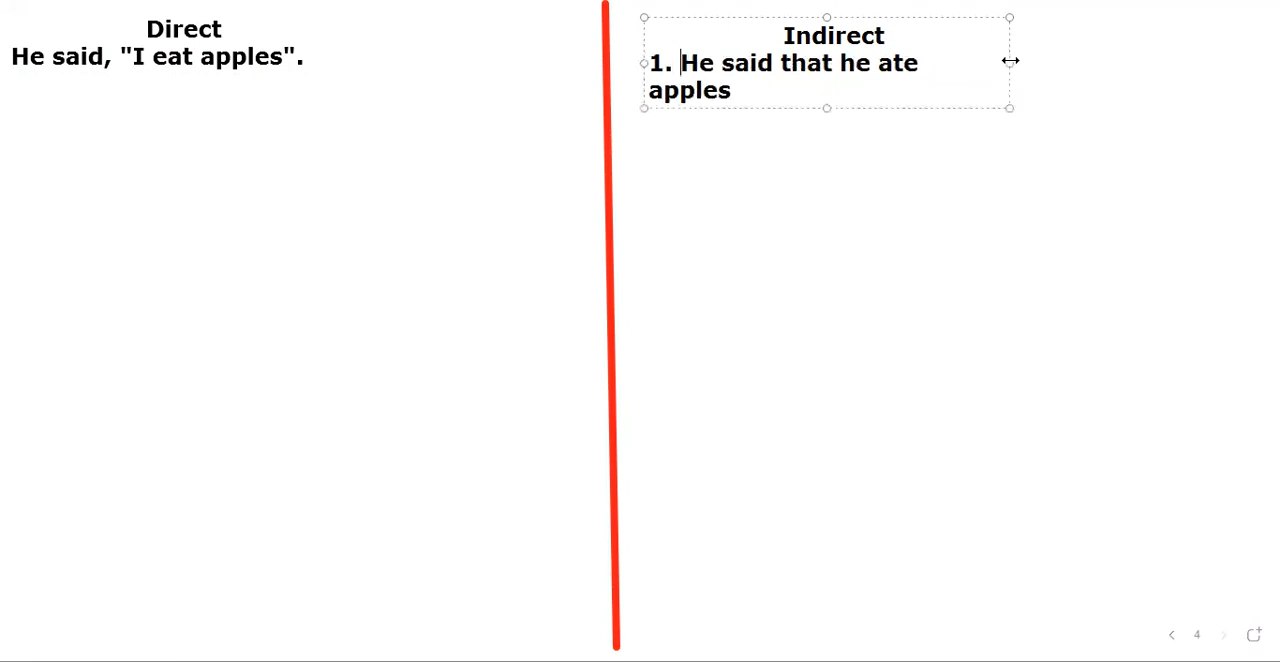 Direct
He said, "I eat apples".
Indirect
1. He said that he ate
apples
4